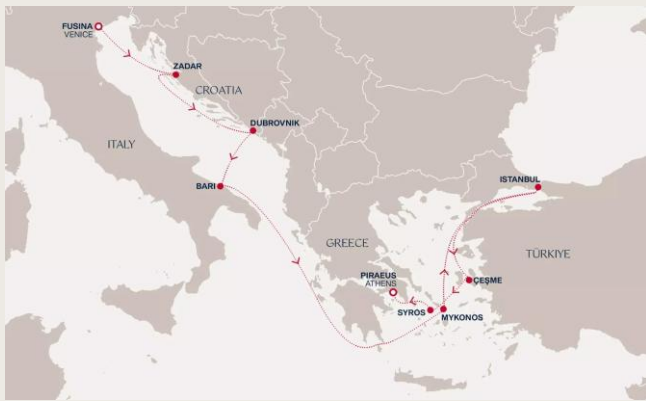 FUSINA
VENICE
ZADAR
CROATIA
DUBROVNIK
ITALY
BARI
ISTANBUL
GREECE
TÜRKIYE
PIRAEUS
ATHENS
ÇEŞME
SYROS
MYKONOS